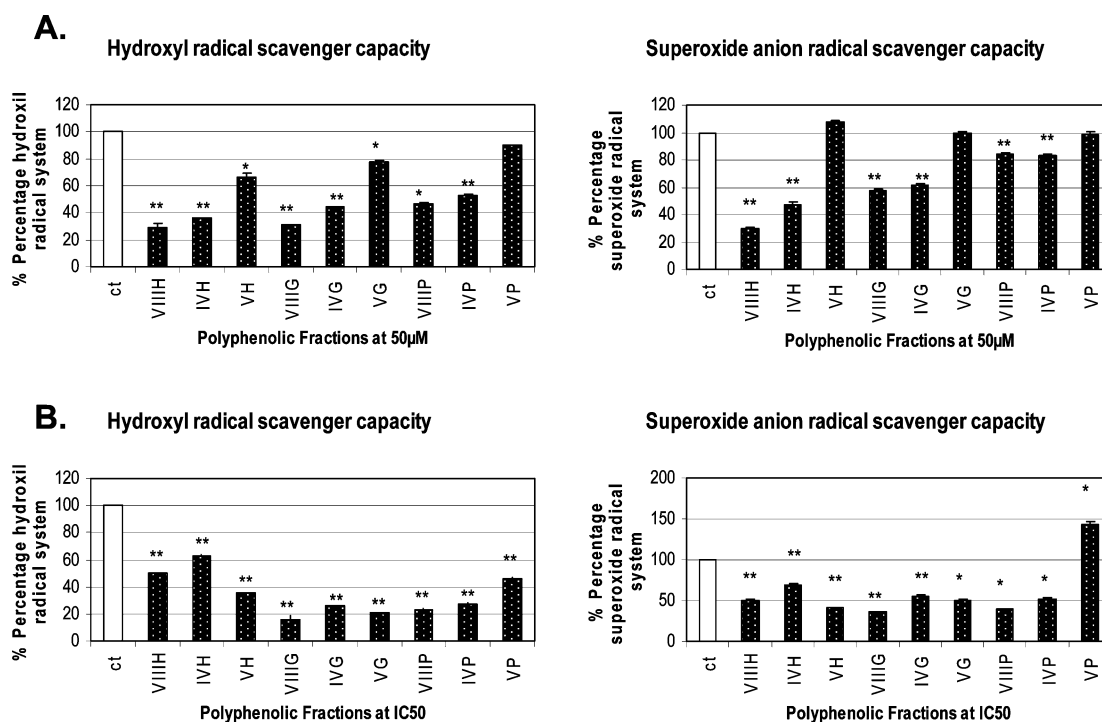 A.
Hydroxyl radical scavenger capacity
% Percentage hydroxil
radical system
120
100
80
60
40
20
0
**
**
*
**
**
*
*
**
ct
VIIIH
IVH
VH
VIIIG
IVG
VG
VIIIP
IVP
VP
Polyphenolic Fractions at 50µM
Superoxide anion radical scavenger capacity
% Percentage
superoxide radical
system
120
100
80
60
40
20
0
**
**
**
**
**
**
ct
VIIIH
IVH
VH
VIIIG
IVG
VG
VIIIP
IVP
VP
Polyphenolic Fractions at 50µM
B.
Hydroxyl radical scavenger capacity
% Percentage hydroxil
radical system
120
100
80
60
40
20
0
**
**
**
**
**
**
**
**
**
ct
VIIIH
IVH
VH
VIIIG
IVG
VG
VIIIP
IVP
VP
Polyphenolic Fractions at IC50
Superoxide anion radical scavenger capacity
% Percentage
superoxide radical
system
200
150
100
50
0
**
**
**
**
**
*
*
*
*
ct
VIIIH
IVH
VH
VIIIG
IVG
VG
VIIIP
IVP
VP
Polyphenolic Fractions at IC50